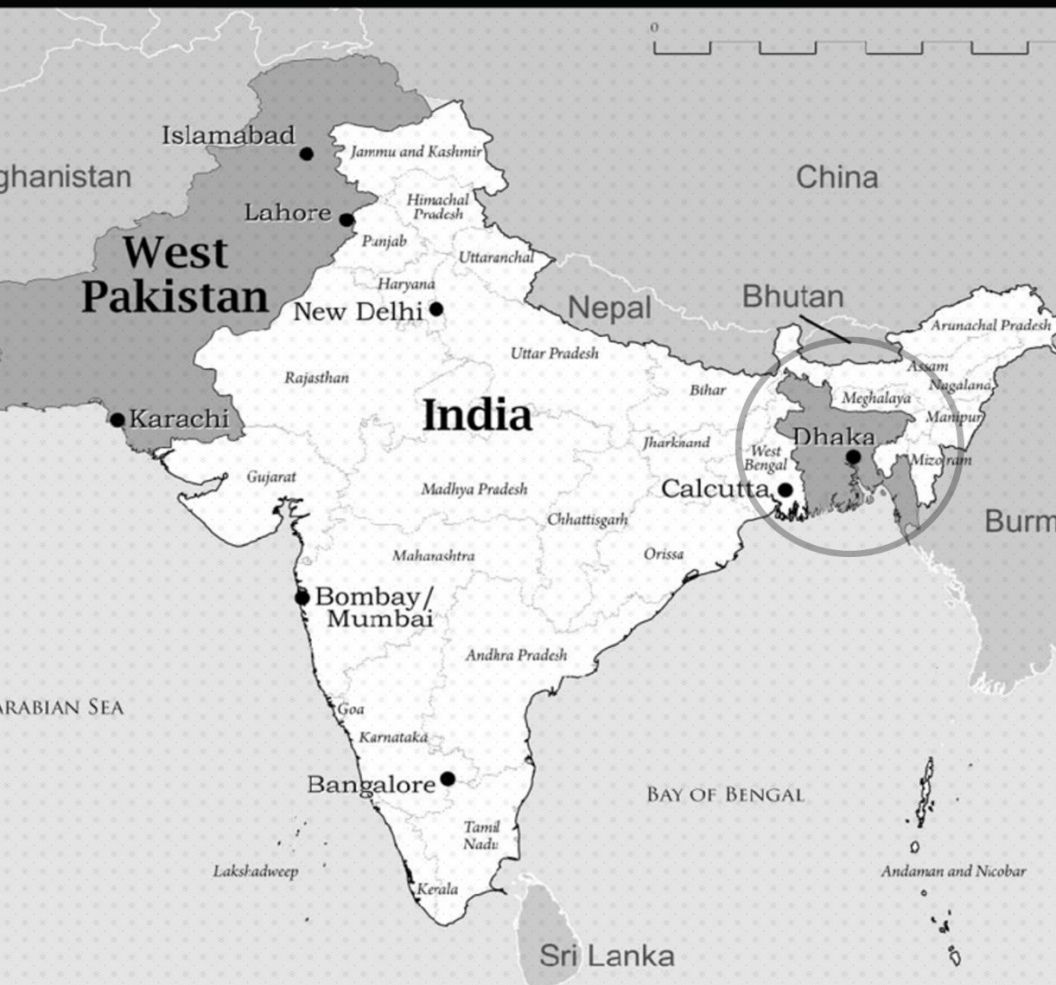 0
Islamabad
Jammu and Kashmir
ghanistan
China
Himachal
Pradesh
Lahore
Punjab
West
Pakistan
Uttaranchal
Haryana
New Delhi
Nepal
Bhutan
Arunachal Pradesh
Uttar Pradesh
Assam
Rajasthan
Bihar
Nagaland
Meghalaya
India
Manipur
Karachi
Dhaka
Jharknand
West
Bengal
Mizoram
Gujarat
Madhya Pradesh
Calcutta
Chhattisgarh
Burm
Maharashtra
Orissa
Bombay/
Mumbai
Andhra Pradesh
ARABIAN SEA
Goa
Karnataka
Bangalore
BAY OF BENGAL
Tamil
Nadu
Lakshadweep
Andaman and Nicobar
Kerala
Sri Lanka